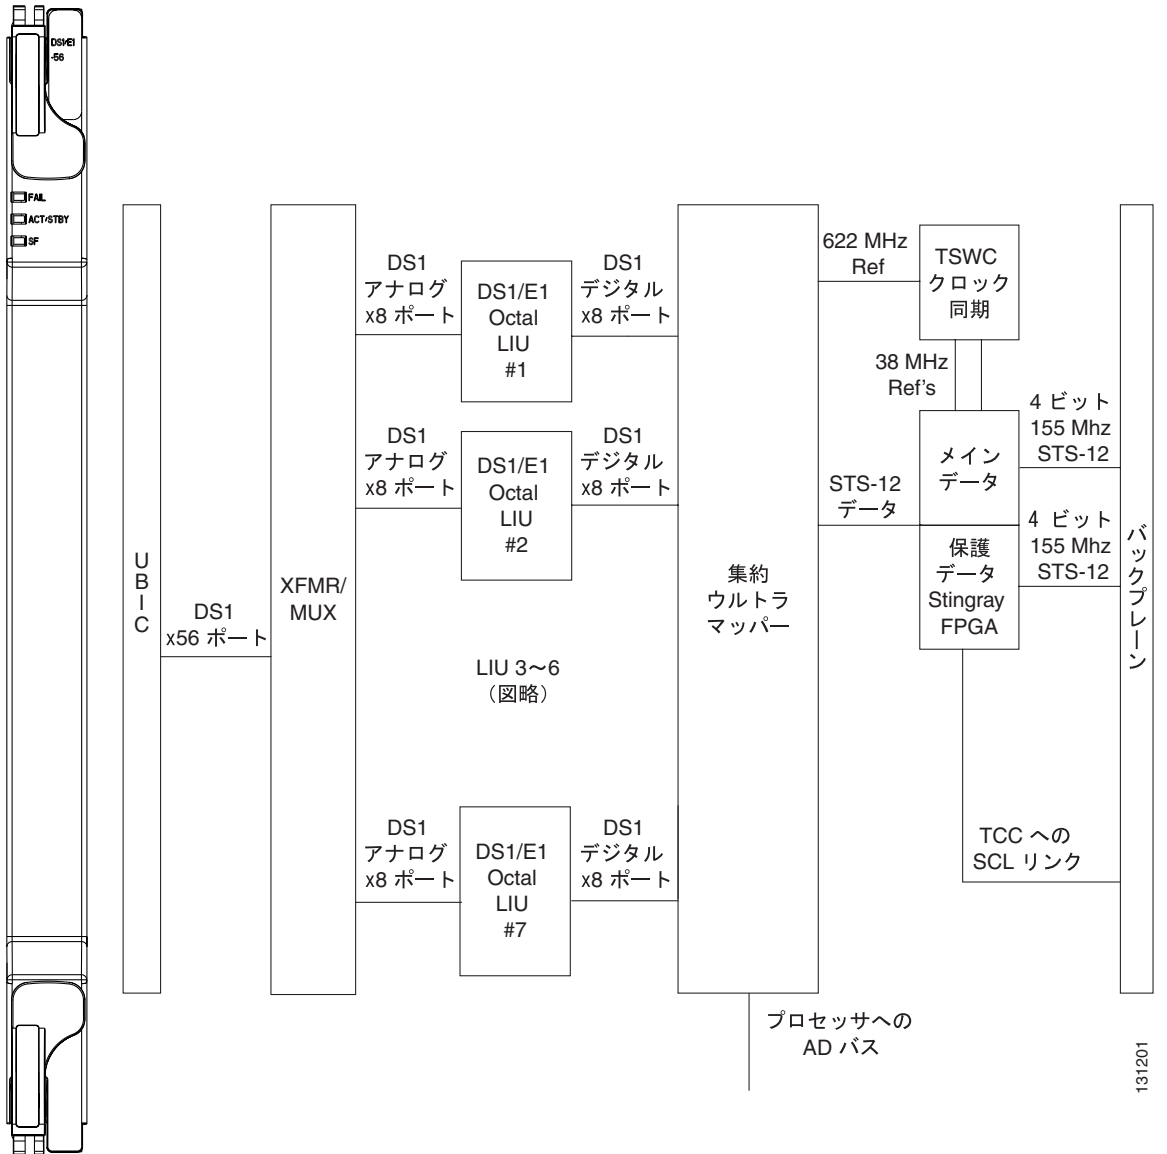 DS1/E1
-56
FAIL
ACT/STBY
SF
UBIC
DS1
x56 ポート
XFMR/
MUX
DS1
アナログ
x8 ポート
DS1/E1
Octal
LIU
#1
DS1
デジタル
x8 ポート
DS1
アナログ
x8 ポート
DS1/E1
Octal
LIU
#2
DS1
デジタル
x8 ポート
LIU 3～6
（図略）
DS1
アナログ
x8 ポート
DS1/E1
Octal
LIU
#7
DS1
デジタル
x8 ポート
集約
ウルトラ
マッパー
622 MHz
Ref
TSWC
クロック
同期
38 MHz
Ref's
STS-12
データ
メイン
データ
保護
データ
Stingray
FPGA
4 ビット
155 Mhz
STS-12
4 ビット
155 Mhz
STS-12
バックプレーン
TCC への
SCL リンク
プロセッサへの
AD バス
131201